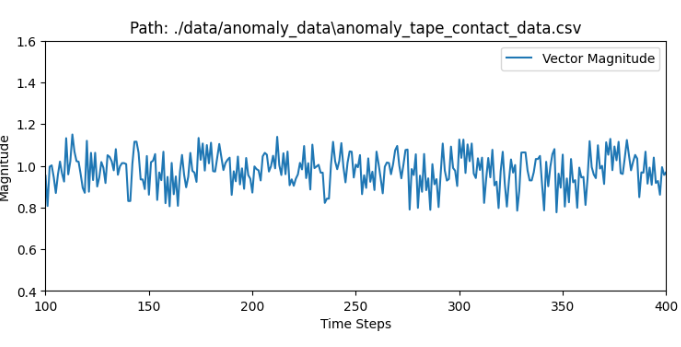 Path: ./data/anomaly_data\anomaly_tape_contact_data.csv
Vector Magnitude
Magnitude
1.6
1.4
1.2
1.0
0.8
0.6
0.4
100 150 200 250 300 350 400
Time Steps